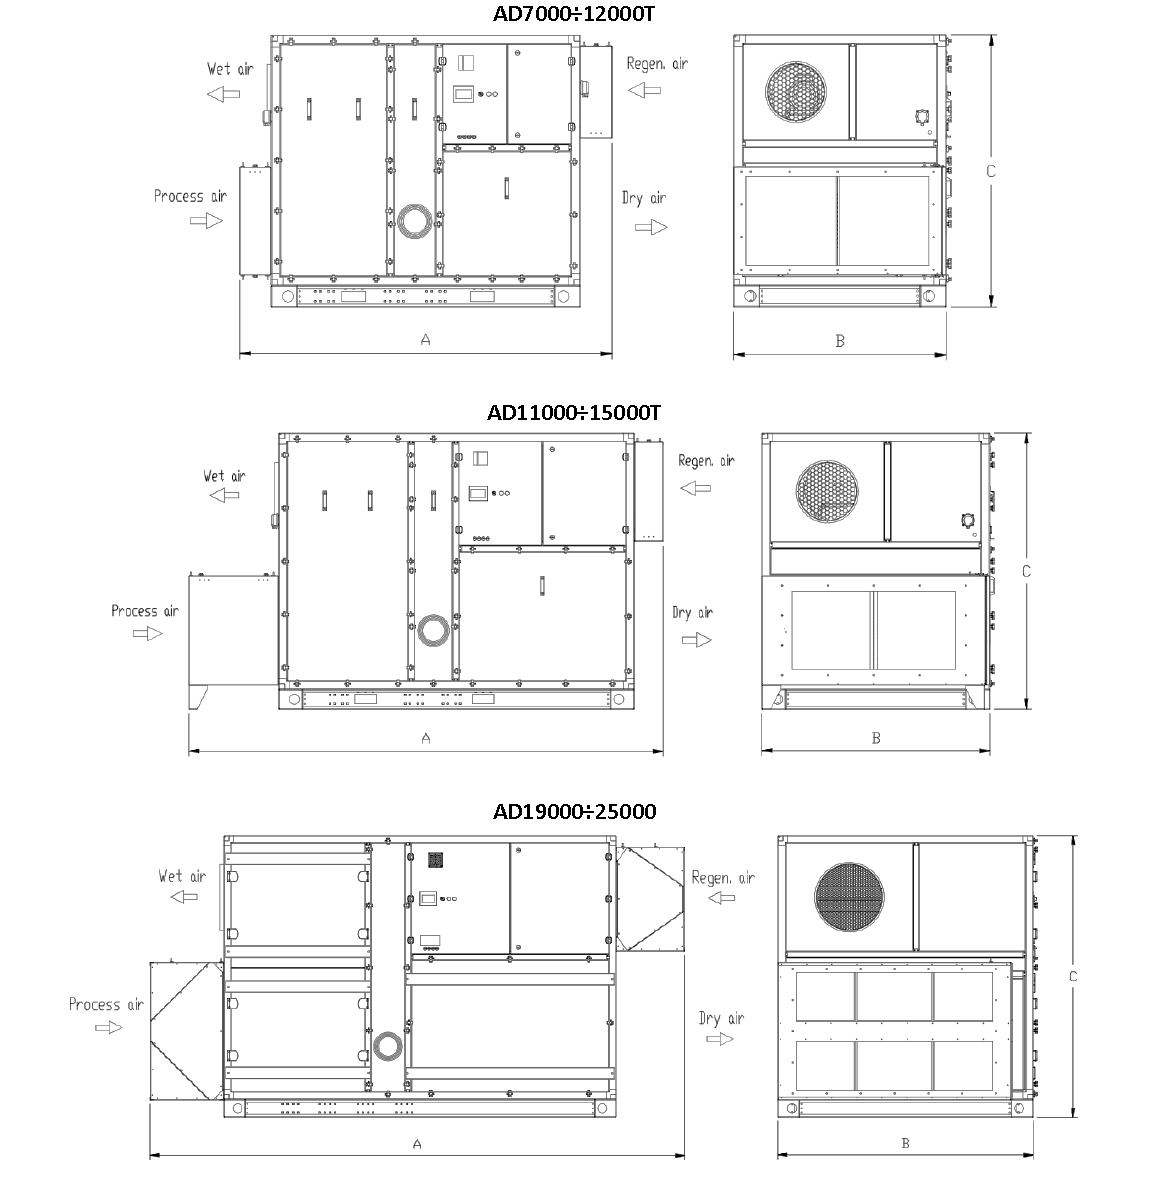 AD7000÷12000T
Wet air
Regen. air
Process air
Dry air
C
A
B
AD11000÷15000T
Wet air
Regen. air
Process air
Dry air
C
A
B
AD19000÷25000
Wet air
Regen. air
Process air
Dry air
C
A
B